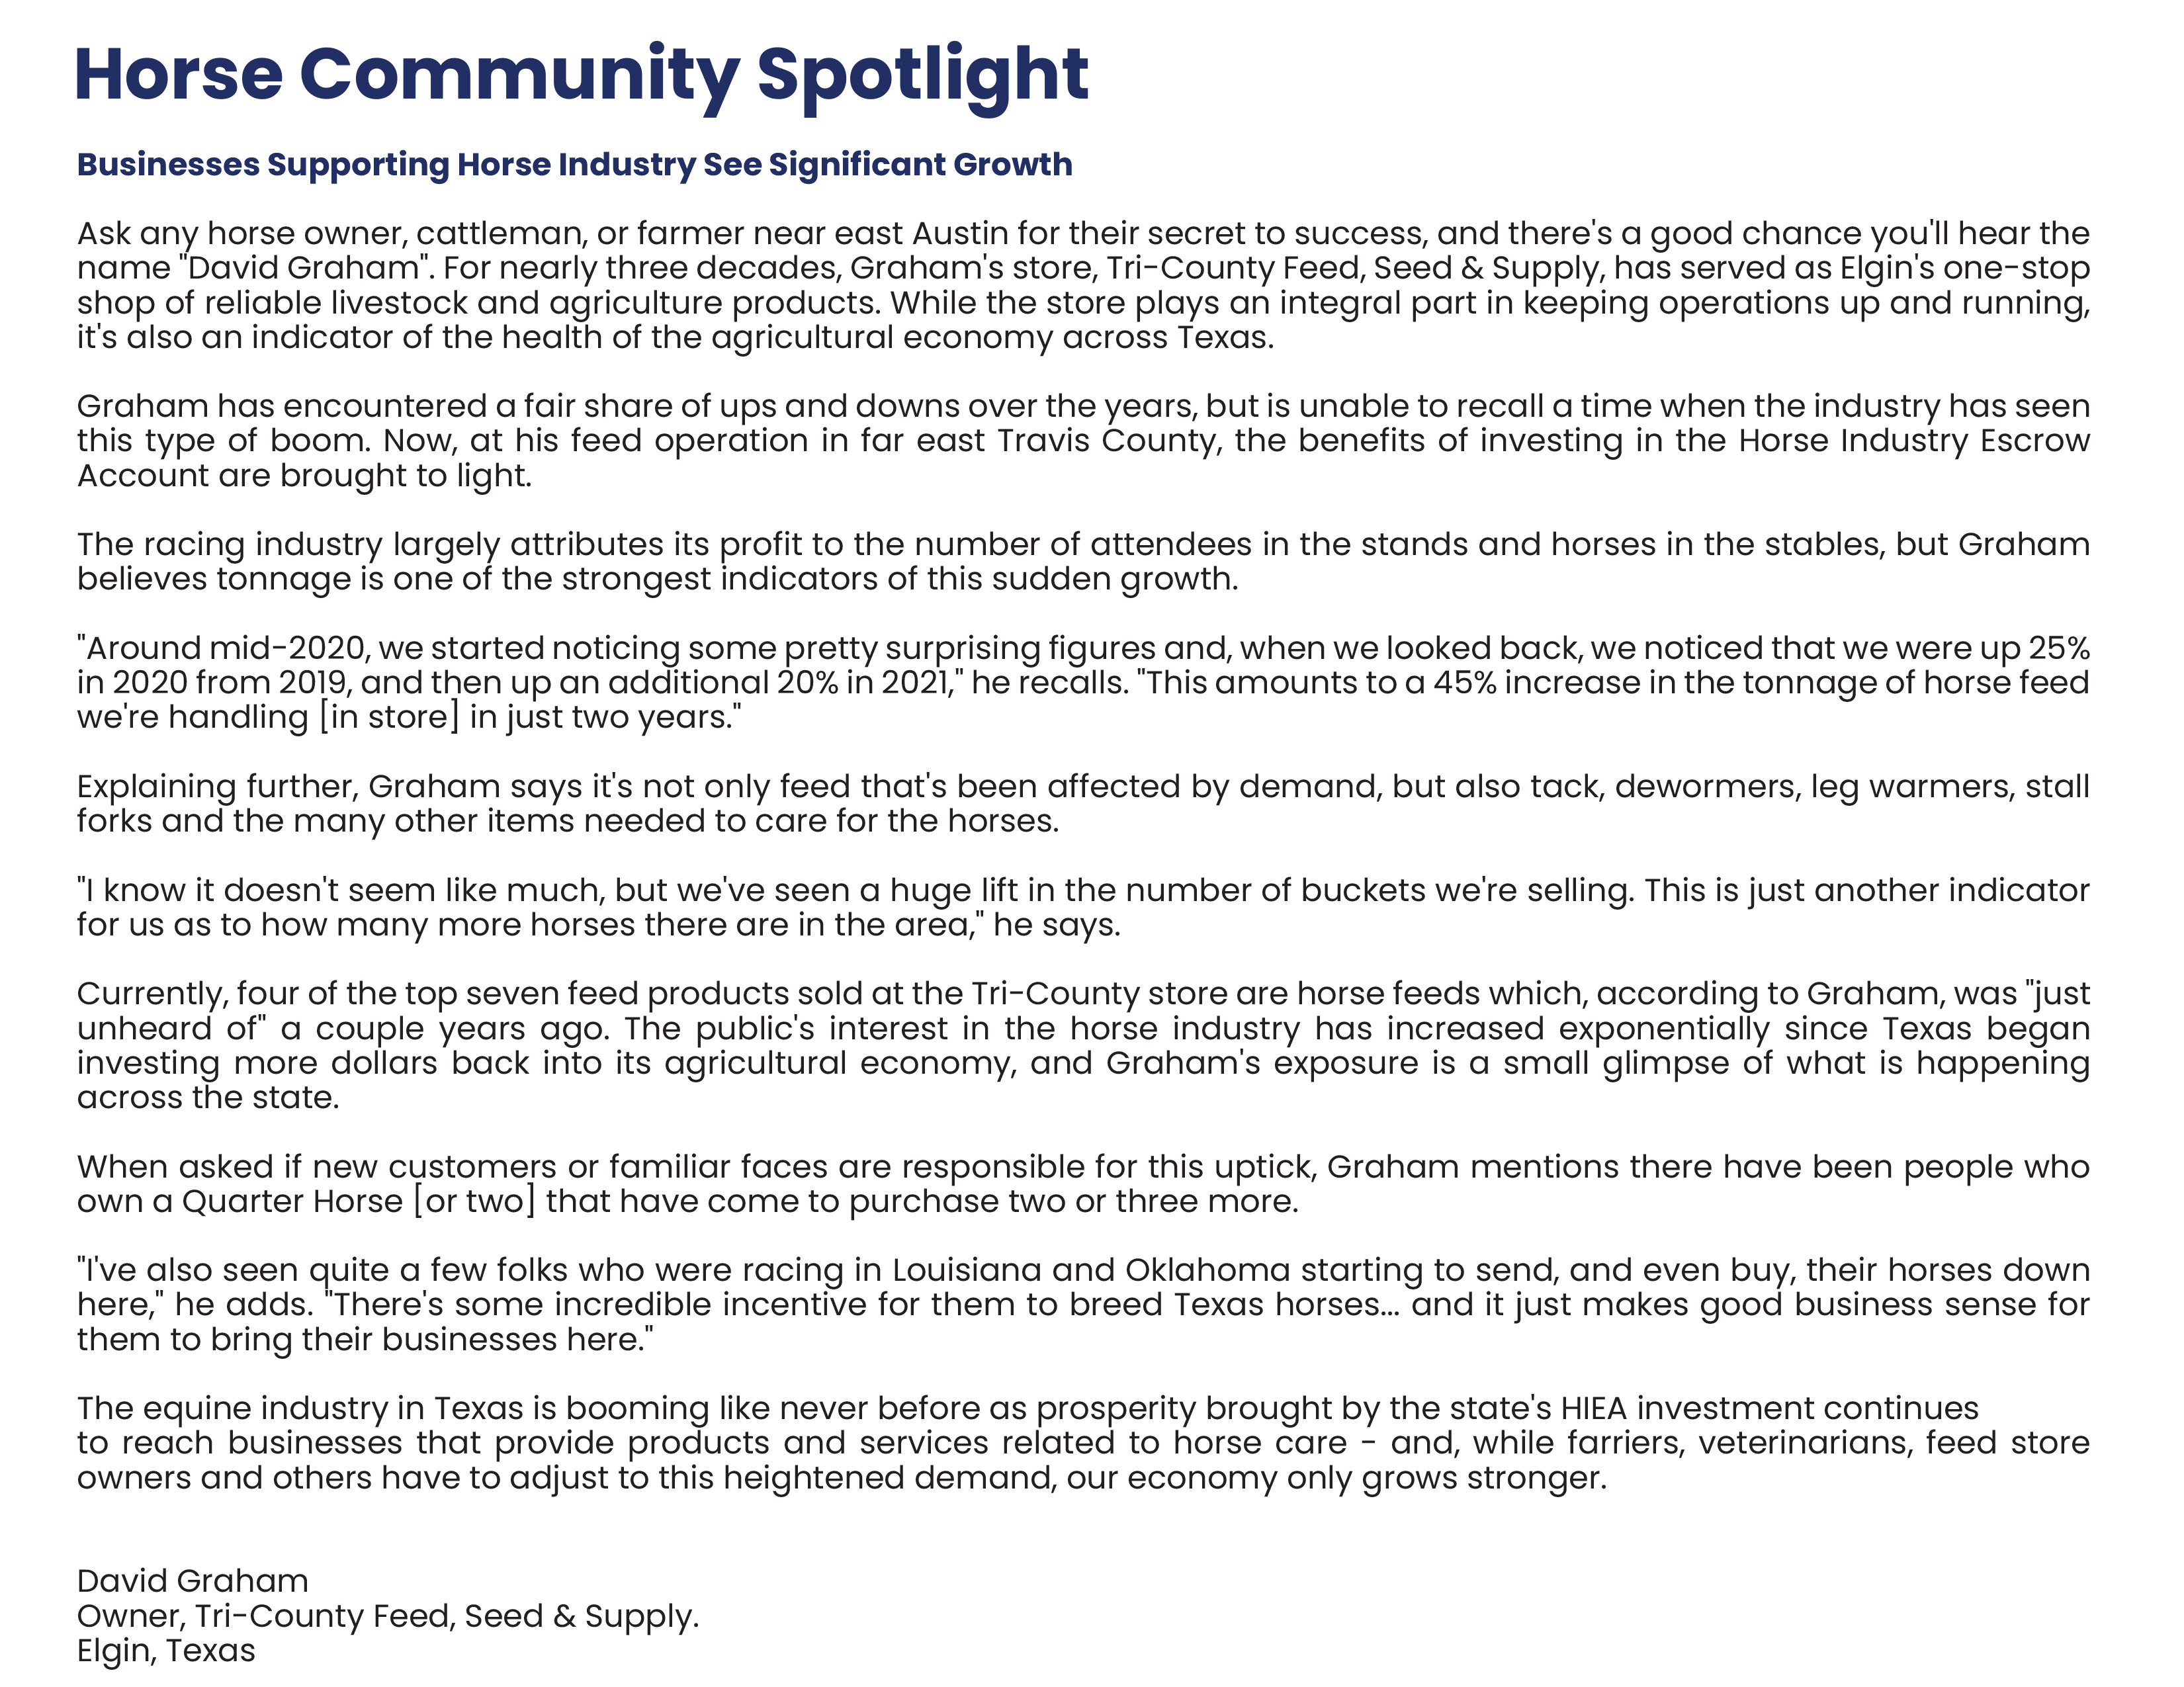 Horse Community Spotlight
Businesses Supporting Horse Industry See Significant Growth
Ask any horse owner, cattleman, or farmer near east Austin for their secret to success, and there's a good chance you'll hear the
name "David Graham". For nearly three decades, Graham's store, Tri-County Feed, Seed & Supply, has served as Elgin's one-stop
shop of reliable livestock and agriculture products. While the store plays an integral part in keeping operations up and running,
it's also an indicator of the health of the agricultural economy across Texas.
Graham has encountered a fair share of ups and downs over the years, but is unable to recall a time when the industry has seen
this type of boom. Now, at his feed operation in far east Travis County, the benefits of investing in the Horse Industry Escrow
Account are brought to light.
The racing industry largely attributes its profit to the number of attendees in the stands and horses in the stables, but Graham
believes tonnage is one of the strongest indicators of this sudden growth.
"Around mid-2020, we started noticing some pretty surprising figures and, when we looked back, we noticed that we were up 25%
in 2020 from 2019, and then up an additional 20% in 2021," he recalls. "This amounts to a 45% increase in the tonnage of horse feed
we're handling [in store] in just two years."
Explaining further, Graham says it's not only feed that's been affected by demand, but also tack, dewormers, leg warmers, stall
forks and the many other items needed to care for the horses.
"I know it doesn't seem like much, but we've seen a huge lift in the number of buckets we're selling. This is just another indicator
for us as to how many more horses there are in the area," he says.
Currently, four of the top seven feed products sold at the Tri-County store are horse feeds which, according to Graham, was "just
unheard of" a couple years ago. The public's interest in the horse industry has increased exponentially since Texas began
investing more dollars back into its agricultural economy, and Graham's exposure is a small glimpse of what is happening
across the state.
When asked if new customers or familiar faces are responsible for this uptick, Graham mentions there have been people who
own a Quarter Horse [or two] that have come to purchase two or three more.
"I've also seen quite a few folks who were racing in Louisiana and Oklahoma starting to send, and even buy, their horses down
here," he adds. "There's some incredible incentive for them to breed Texas horses... and it just makes good business sense for
them to bring their businesses here."
The equine industry in Texas is booming like never before as prosperity brought by the state's HIEA investment continues
to reach businesses that provide products and services related to horse care - and, while farriers, veterinarians, feed store
owners and others have to adjust to this heightened demand, our economy only grows stronger.
David Graham
Owner, Tri-County Feed, Seed & Supply.
Elgin, Texas